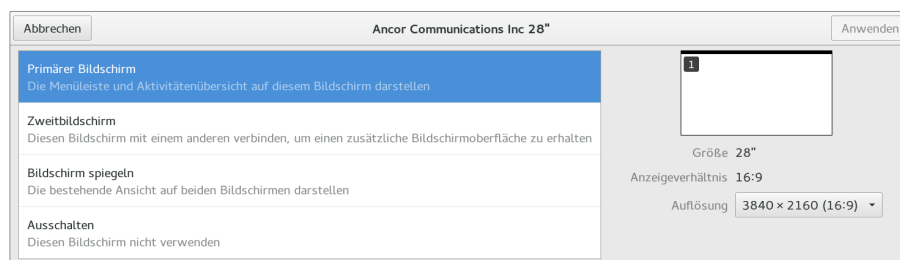 Abbrechen
Ancor Communications Inc 28"
Anwenden
Primärer Bildschirm
Die Menüleiste und Aktivitätenübersicht auf diesem Bildschirm darstellen
Zweitbildschirm
Diesen Bildschirm mit einem anderen verbinden, um einen zusätzliche Bildschirmoberfläche zu erhalten
Bildschirm spiegeln
Die bestehende Ansicht auf beiden Bildschirmen darstellen
Ausschalten
Diesen Bildschirm nicht verwenden
1
Größe 28"
Anzeigeverhältnis 16:9
Auflösung 3840 × 2160 (16:9)